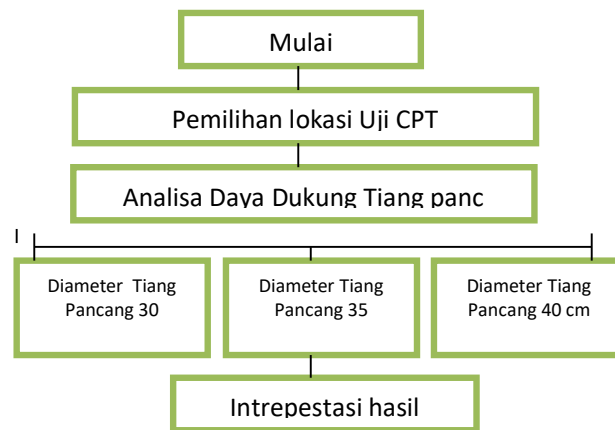 Mulai
Pemilihan lokasi Uji CPT
Analisa Daya Dukung Tiang panc
Diameter Tiang
Pancang 30
Diameter Tiang
Pancang 35
Diameter Tiang
Pancang 40 cm
Intrepestasi hasil